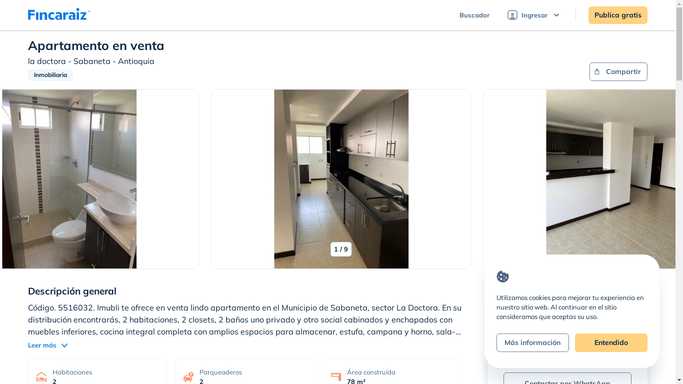 Fincaraiz
Buscador
Ingresar
Publica gratis
Apartamento en venta
la doctora - Sabaneta - Antioquia
Inmobiliaria
Compartir
1 / 9
Descripción general
Código. 5516032. Imubli te ofrece en venta lindo apartamento en el Municipio de Sabaneta, sector La Doctora. En su
distribución encontrarás, 2 habitaciones, 2 closets, 2 baños uno privado y otro social cabinados y enchapados con
muebles inferiores, cocina integral completa con amplios espacios para almacenar, estufa, campana y horno, sala-...
Leer más
Habitaciones
2
Parqueaderos
2
Área construida
78 m²
Utilizamos cookies para mejorar tu experiencia en
nuestro sitio web. Al continuar en el sitio
consideramos que aceptas su uso.
Más información
Entendido
Contactar por WhatsApp